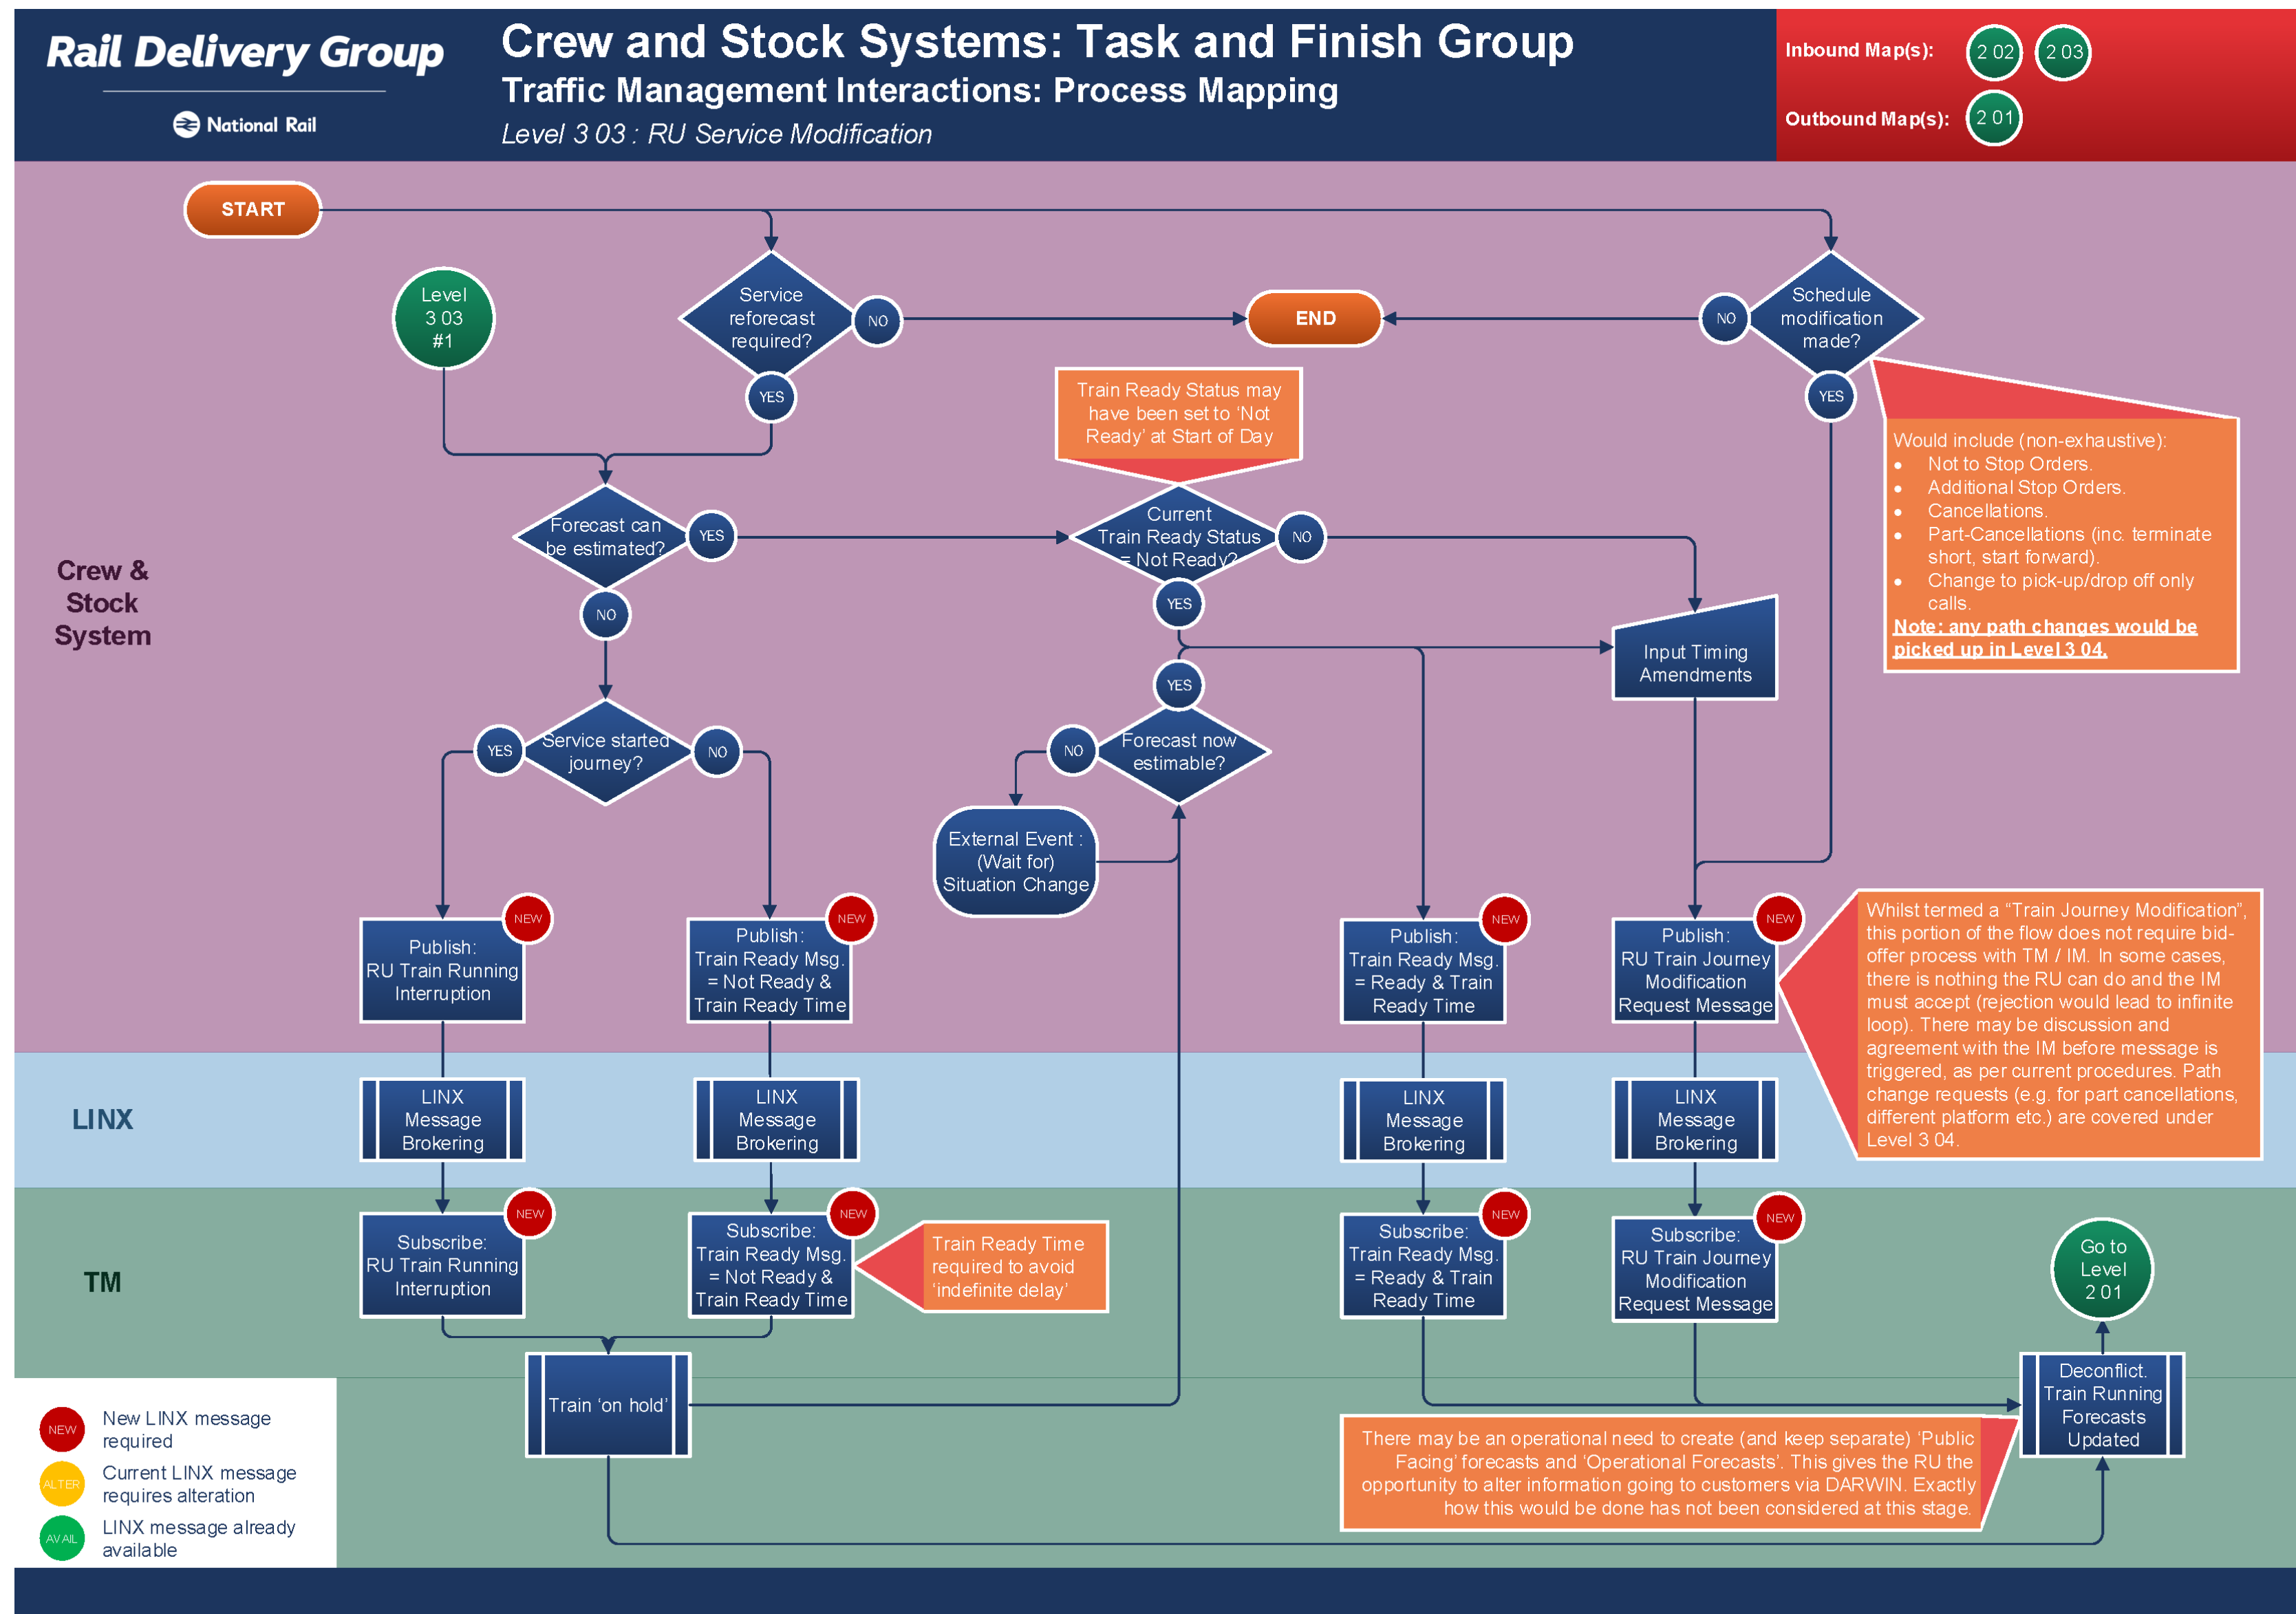 Rail Delivery Group
National Rail
Crew and Stock Systems: Task and Finish Group
Traffic Management Interactions: Process Mapping
Level 3 03 : RU Service Modification
Inbound Map(s):
2 02
2 03
Outbound Map(s):
2 01
START
Level
3 03
#1
Service
reforecast
required?
NO
YES
END
Schedule
modification
made?
NO
YES
Train Ready Status may
have been set to ‘Not
Ready’ at Start of Day
Would include (non-exhaustive):
• Not to Stop Orders.
• Additional Stop Orders.
• Cancellations.
• Part-Cancellations (inc. terminate
short, start forward).
• Change to pick-up/drop off only
calls.
Note: any path changes would be
picked up in Level 3 04.
Crew &
Stock
System
Forecast can
be estimated?
YES
NO
Current
Train Ready Status
= Not Ready?
NO
YES
Input Timing
Amendments
Service started
journey?
YES
NO
YES
Forecast now
estimable?
NO
External Event :
(Wait for)
Situation Change
Publish:
RU Train Running
Interruption
NEW
Publish:
Train Ready Msg.
= Not Ready &
Train Ready Time
NEW
Publish:
Train Ready Msg.
= Ready & Train
Ready Time
NEW
Publish:
RU Train Journey
Modification
Request Message
NEW
Whilst termed a “Train Journey Modification”,
this portion of the flow does not require bid-
offer process with TM / IM. In some cases,
there is nothing the RU can do and the IM
must accept (rejection would lead to infinite
loop). There may be discussion and
agreement with the IM before message is
triggered, as per current procedures. Path
change requests (e.g. for part cancellations,
different platform etc.) are covered under
Level 3 04.
LINX
LINX
Message
Brokering
LINX
Message
Brokering
LINX
Message
Brokering
LINX
Message
Brokering
TM
Subscribe:
RU Train Running
Interruption
NEW
Subscribe:
Train Ready Msg.
= Not Ready &
Train Ready Time
NEW
Train Ready Time
required to avoid
‘indefinite delay’
Subscribe:
Train Ready Msg.
= Ready & Train
Ready Time
NEW
Subscribe:
RU Train Journey
Modification
Request Message
NEW
Go to
Level
2 01
Train ‘on hold’
Deconflict.
Train Running
Forecasts
Updated
There may be an operational need to create (and keep separate) ‘Public
Facing’ forecasts and ‘Operational Forecasts’. This gives the RU the
opportunity to alter information going to customers via DARWIN. Exactly
how this would be done has not been considered at this stage.
NEW
New LINX message
required
ALTER
Current LINX message
requires alteration
AVAIL
LINX message already
available